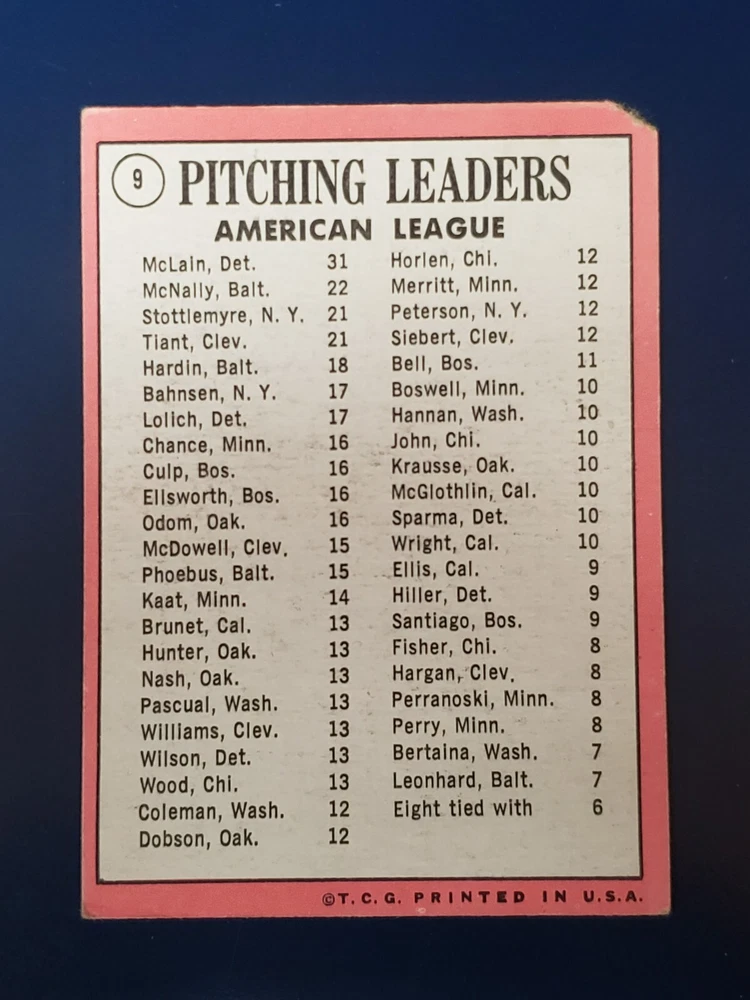 9 PITCHING LEADERS
AMERICAN LEAGUE
McLain, Det. 31
McNally, Balt. 22
Stottlemyre, N. Y. 21
Tiant, Clev. 21
Hardin, Balt. 18
Bahnsen, N. Y. 17
Lolich, Det. 17
Chance, Minn. 16
Culp, Bos. 16
Ellsworth, Bos. 16
Odom, Oak. 16
McDowell, Clev. 15
Phoebus, Balt. 15
Kaat, Minn. 14
Brunet, Cal. 13
Hunter, Oak. 13
Nash, Oak. 13
Pascual, Wash. 13
Williams, Clev. 13
Wilson, Det. 13
Wood, Chi. 13
Coleman, Wash. 12
Dobson, Oak. 12
Horlen, Chi. 12
Merritt, Minn. 12
Peterson, N. Y. 12
Siebert, Clev. 12
Bell, Bos. 11
Boswell, Minn. 10
Hannan, Wash. 10
John, Chi. 10
Krausse, Oak. 10
McGlothlin, Cal. 10
Sparma, Det. 10
Wright, Cal. 10
Ellis, Cal. 9
Hiller, Det. 9
Santiago, Bos. 9
Fisher, Chi. 8
Hargan, Clev. 8
Perranoski, Minn. 8
Perry, Minn. 8
Bertaina, Wash. 7
Leonhard, Balt. 7
Eight tied with 6
©T. C. G. PRINTED IN U.S.A.